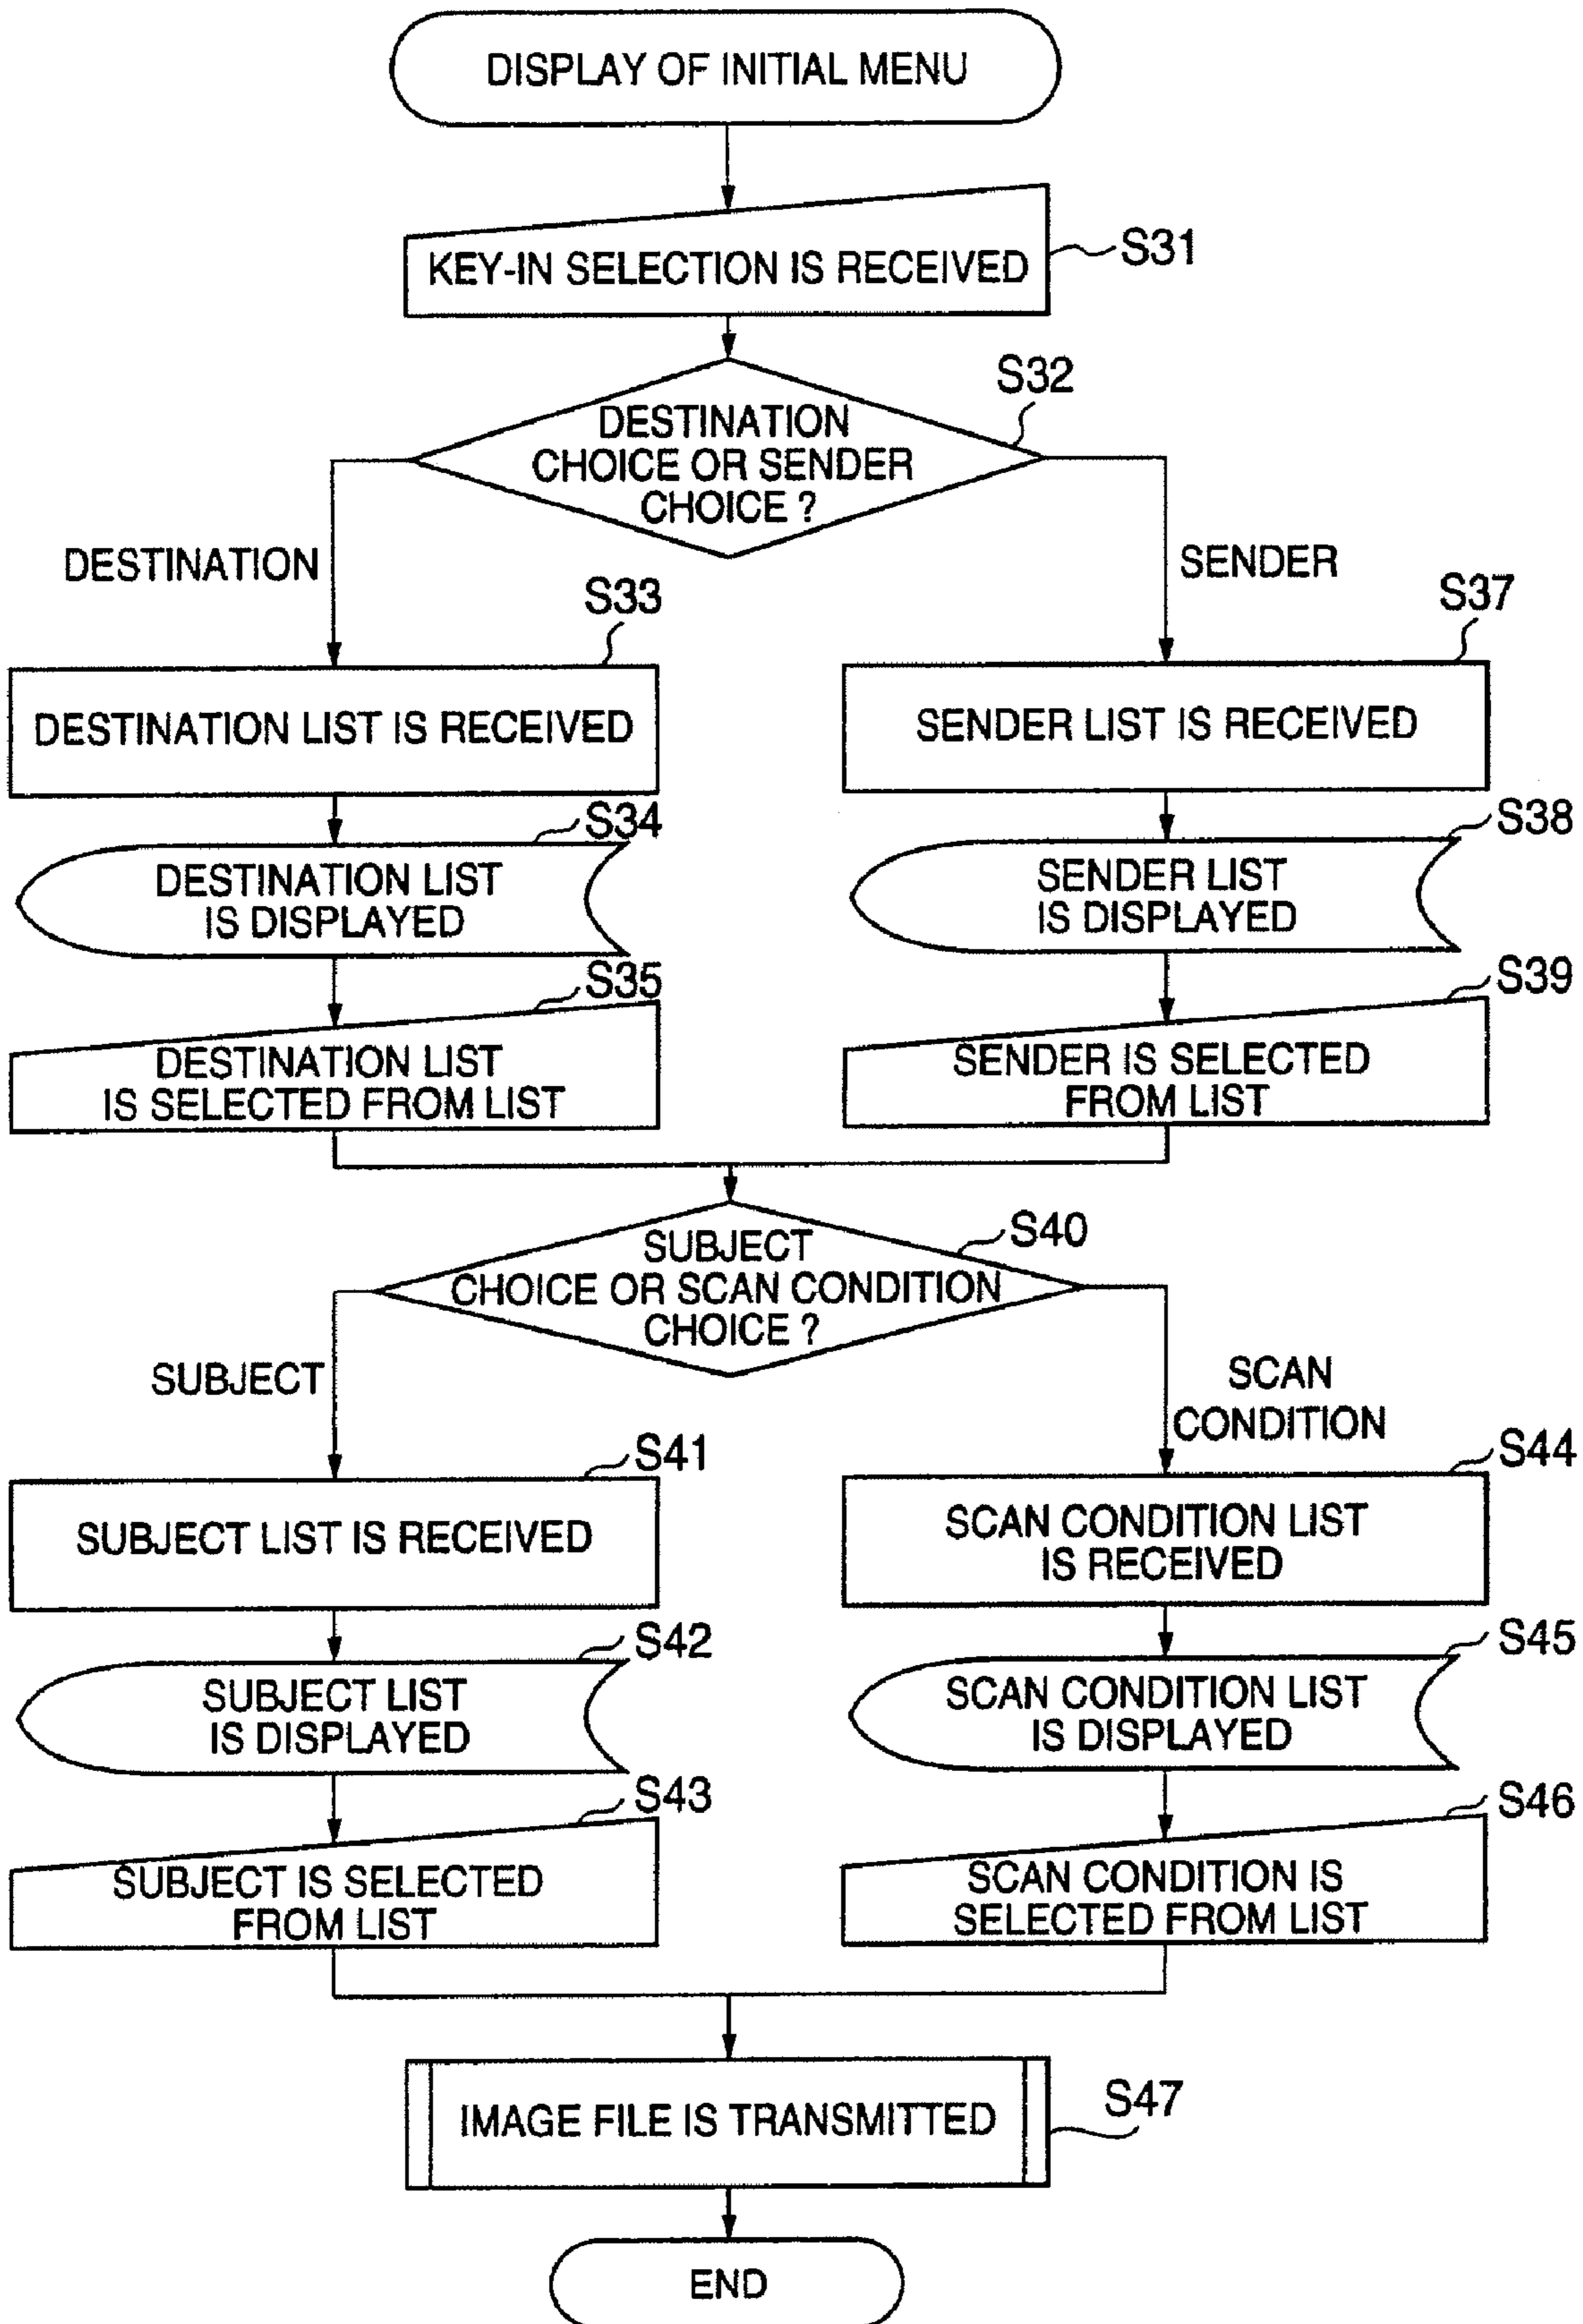 DISPLAY OF INITIAL MENU
KEY-IN SELECTION IS RECEIVED
S31
S32
DESTINATION
CHOICE OR SENDER
CHOICE ?
DESTINATION
SENDER
S33
S37
DESTINATION LIST IS RECEIVED
SENDER LIST IS RECEIVED
S34
S38
DESTINATION LIST
IS DISPLAYED
SENDER LIST
IS DISPLAYED
S35
S39
DESTINATION LIST
IS SELECTED FROM LIST
SENDER IS SELECTED
FROM LIST
S40
SUBJECT
CHOICE OR SCAN CONDITION
CHOICE ?
SUBJECT
SCAN
CONDITION
S41
S44
SUBJECT LIST IS RECEIVED
SCAN CONDITION LIST
IS RECEIVED
S42
S45
SUBJECT LIST
IS DISPLAYED
SCAN CONDITION LIST
IS DISPLAYED
S43
S46
SUBJECT IS SELECTED
FROM LIST
SCAN CONDITION IS
SELECTED FROM LIST
IMAGE FILE IS TRANSMITTED
S47
END